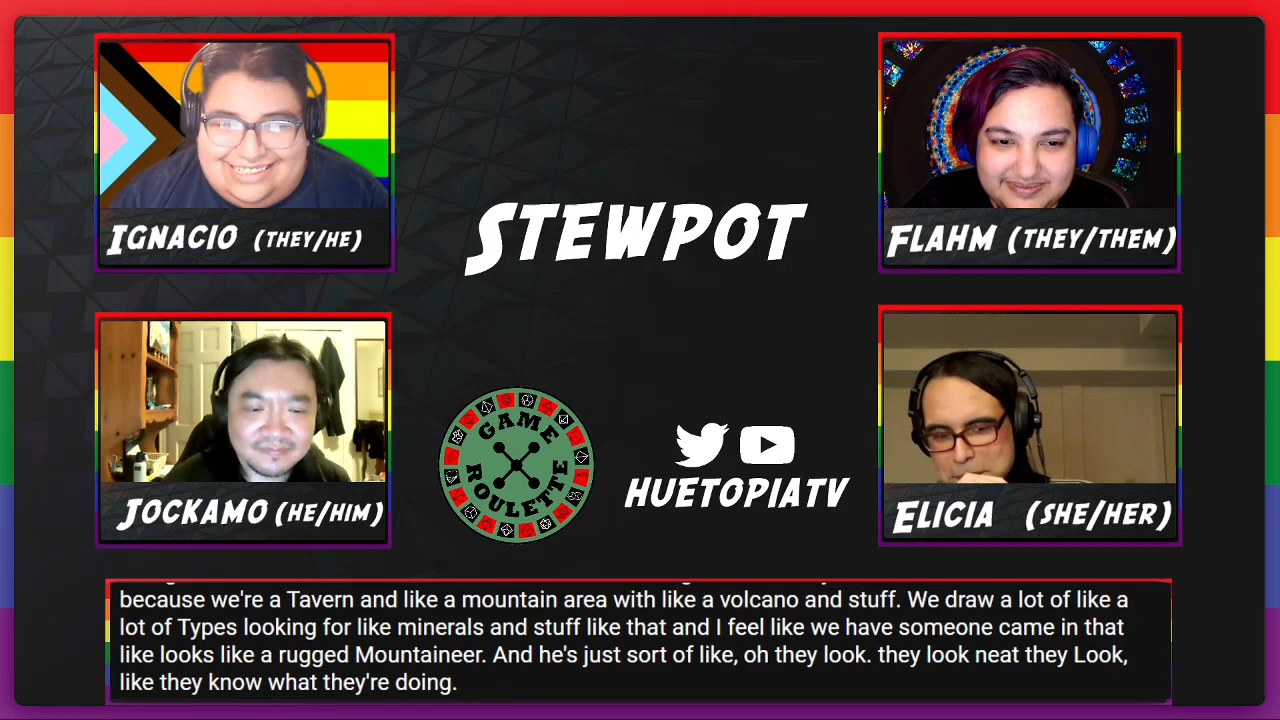 IGNACIO (THEY/HE)
FLAHM (THEY/THEM)
STEWPOT
JOCKAMO (HE/HIM)
GAME
ROULETTE
HUETOPIATV
ELICIA (SHE/HER)
because we're a Tavern and like a mountain area with like a volcano and stuff. We draw a lot of like a
lot of Types looking for like minerals and stuff like that and I feel like we have someone came in that
like looks like a rugged Mountaineer. And he's just sort of like, oh they look. they look neat they Look,
like they know what they're doing.